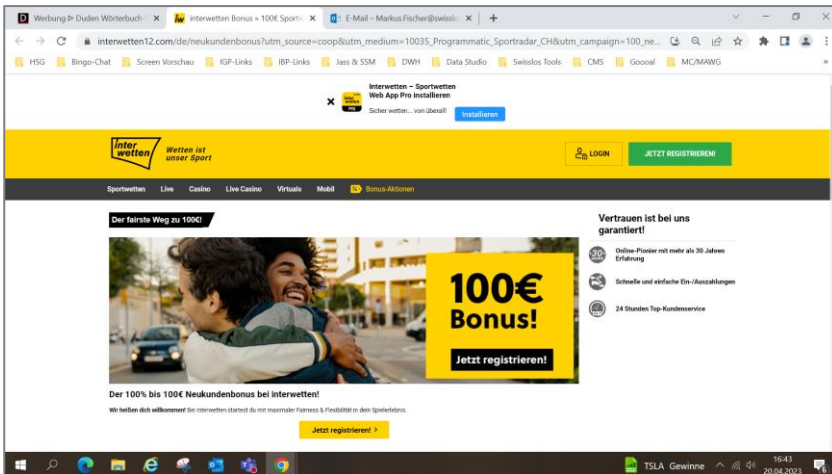 Werbung ᐅ Duden Wörterbuch
interwetten Bonus » 100€ Sportw
E-Mail – Markus.Fischer@swisslo
interwetten12.com/de/neukundenbonus?utm_source=coop&utm_medium=10035_Programmatic_Sportradar_CH&utm_campaign=100_ne...
HSG Bingo-Chat Screen Vorschau IGP-Links IBP-Links Jass & SSM DWH Data Studio Swisslos Tools CMS Goooal MC/MAWG »
Interwetten – Sportwetten
Web App Pro installieren
Sicher wetten... von überall!
Installieren
inter
wetten
Wetten ist
unser Sport
LOGIN
JETZT REGISTRIEREN!
Sportwetten Live Casino Live Casino Virtuals Mobil Bonus-Aktionen
Der fairste Weg zu 100€!
100€
Bonus!
Jetzt registrieren!
Vertrauen ist bei uns
garantiert!
30
Online-Pionier mit mehr als 30 Jahren
Erfahrung
Schnelle und einfache Ein-/Auszahlungen
24 Stunden Top-Kundenservice
Der 100% bis 100€ Neukundenbonus bei interwetten!
Wir heißen dich willkommen! Bei Interwetten startest du mit maximaler Fairness & Flexibilität in dein Spielerlebnis.
Jetzt registrieren! >
TSLA Gewinne
16:43
20.04.2023